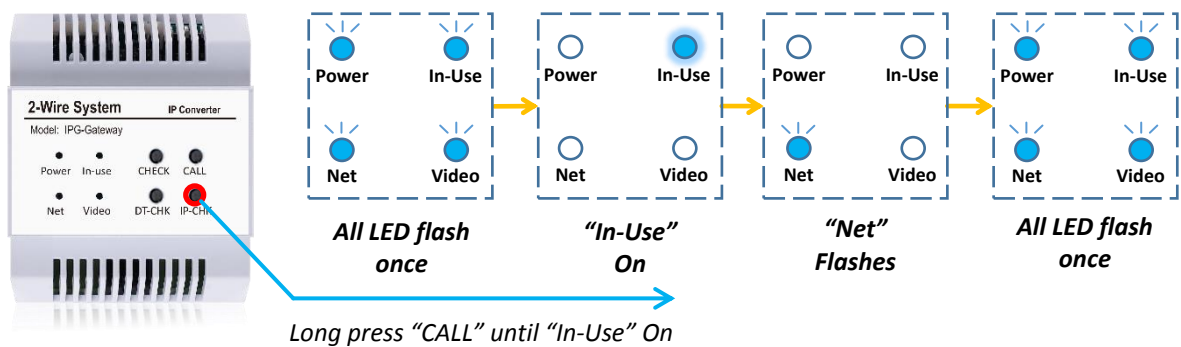 2-Wire System IP Converter
Model: IPG-Gateway
Power In-use CHECK CALL
Net Video DT-CHK IP-CHK
Power In-Use
Net Video
All LED flash
once
Power In-Use
Net Video
“In-Use”
On
Power In-Use
Net Video
“Net”
Flashes
Power In-Use
Net Video
All LED flash
once
Long press “CALL” until “In-Use” On